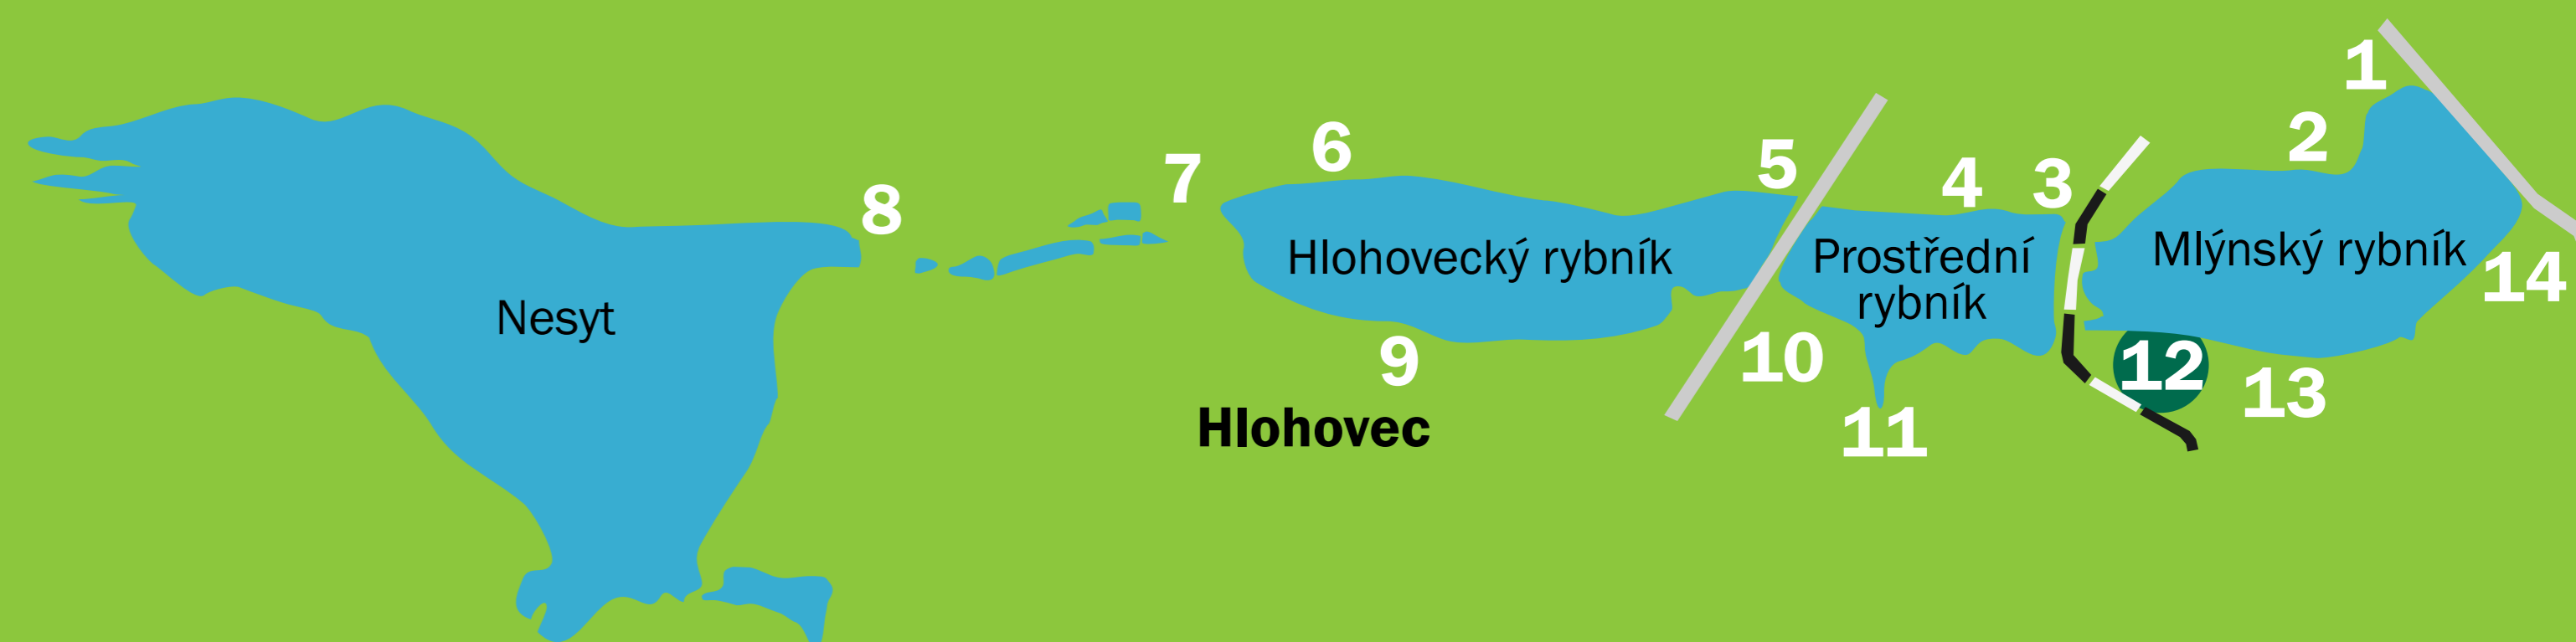 1
2
6
5
7
4
3
8
Hlohovecký rybník
Prostřední
rybník
Mlýnský rybník
14
Nesyt
9
10
12
13
Hlohovec
11